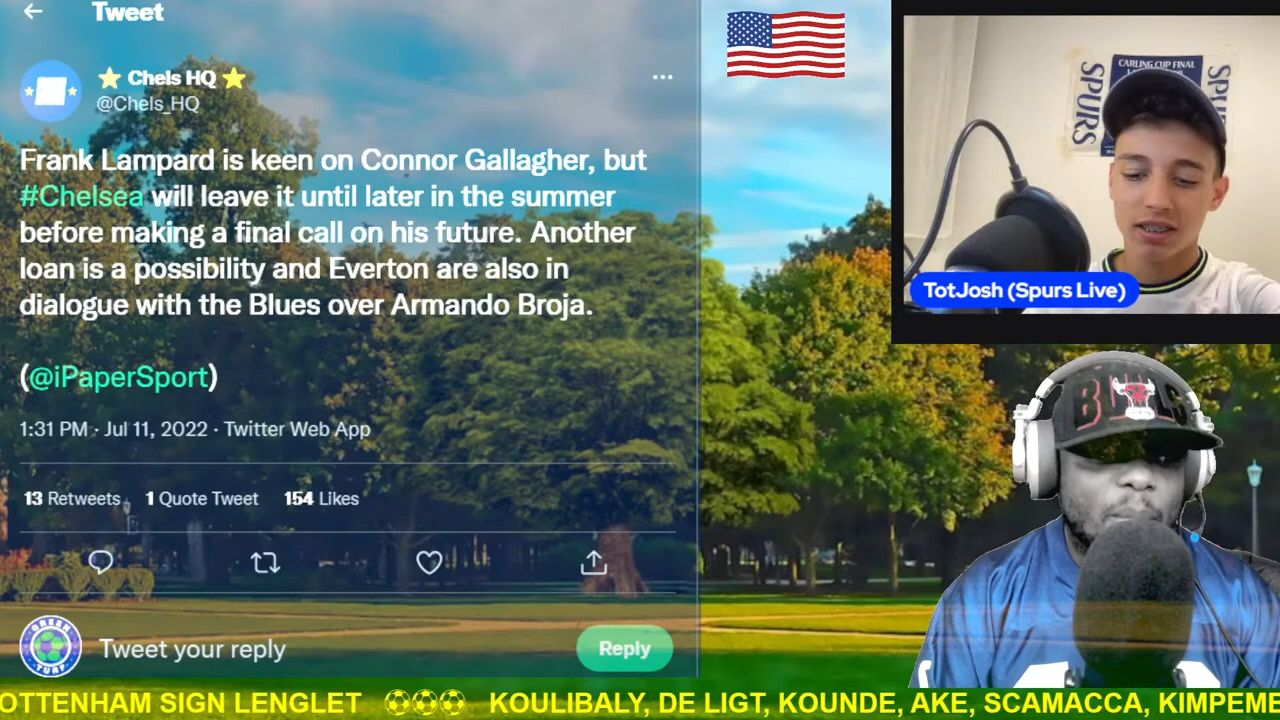 Tweet
Chels HQ
@Chels_HQ
Frank Lampard is keen on Connor Gallagher, but
#Chelsea will leave it until later in the summer
before making a final call on his future. Another
loan is a possibility and Everton are also in
dialogue with the Blues over Armando Broja.
(@iPaperSport)
1:31 PM · Jul 11, 2022 · Twitter Web App
13 Retweets 1 Quote Tweet 154 Likes
GREEN
TURF
Tweet your reply
Reply
CARLING CUP FINAL
SPURS
SPURS
TotJosh (Spurs Live)
BULLS
OTTENHAM SIGN LENGLET ⚽⚽⚽ KOULIBALY, DE LIGT, KOUNDE, AKE, SCAMACCA, KIMPEME